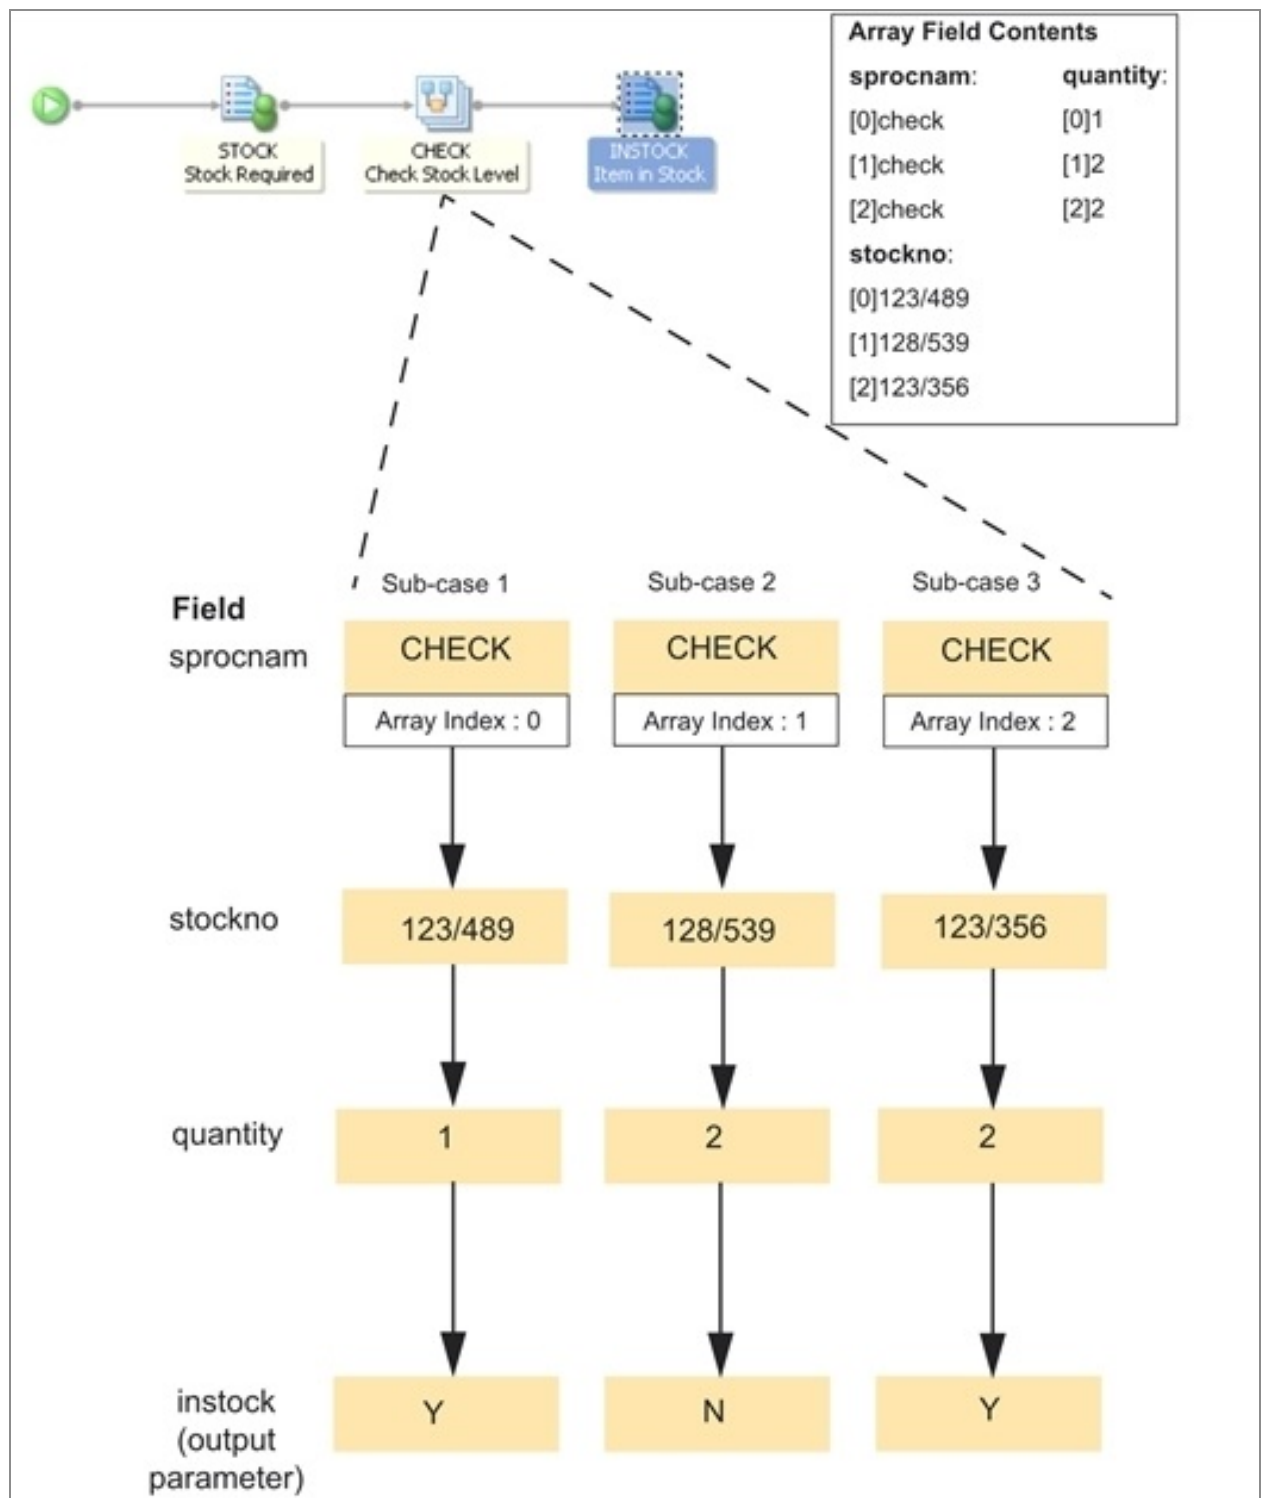 Array Field Contents
sprocnam: quantity:
[0]check [0]1
[1]check [1]2
[2]check [2]2
stockno:
[0]123/489
[1]128/539
[2]123/356
STOCK
Stock Required
CHECK
Check Stock Level
INSTOCK
Item in Stock
Sub-case 1 Sub-case 2 Sub-case 3
Field
sprocnam CHECK CHECK CHECK
Array Index : 0 Array Index : 1 Array Index : 2
stockno 123/489 128/539 123/356
quantity 1 2 2
instock Y N Y
(output
parameter)